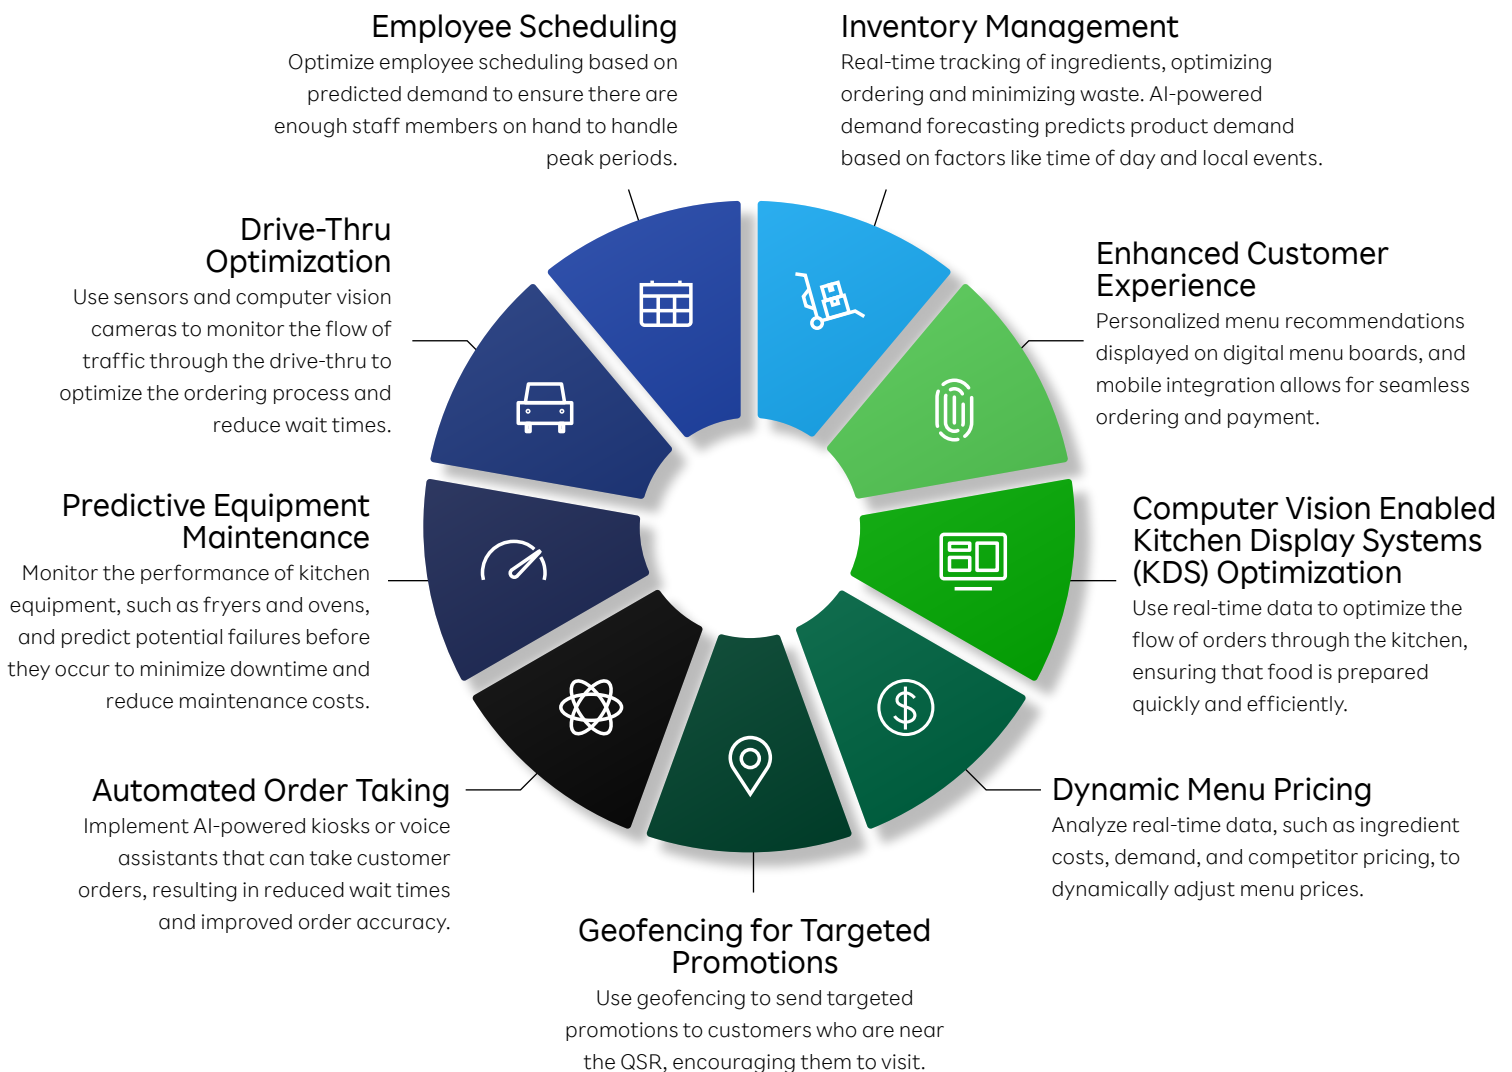 Employee Scheduling
Optimize employee scheduling based on
predicted demand to ensure there are
enough staff members on hand to handle
peak periods.
Inventory Management
Real-time tracking of ingredients, optimizing
ordering and minimizing waste. AI-powered
demand forecasting predicts product demand
based on factors like time of day and local events.
Drive-Thru
Optimization
Use sensors and computer vision
cameras to monitor the flow of
traffic through the drive-thru to
optimize the ordering process and
reduce wait times.
Enhanced Customer
Experience
Personalized menu recommendations
displayed on digital menu boards, and
mobile integration allows for seamless
ordering and payment.
Predictive Equipment
Maintenance
Monitor the performance of kitchen
equipment, such as fryers and ovens,
and predict potential failures before
they occur to minimize downtime and
reduce maintenance costs.
Computer Vision Enabled
Kitchen Display Systems
(KDS) Optimization
Use real-time data to optimize the
flow of orders through the kitchen,
ensuring that food is prepared
quickly and efficiently.
Automated Order Taking
Implement AI-powered kiosks or voice
assistants that can take customer
orders, resulting in reduced wait times
and improved order accuracy.
Dynamic Menu Pricing
Analyze real-time data, such as ingredient
costs, demand, and competitor pricing, to
dynamically adjust menu prices.
Geofencing for Targeted
Promotions
Use geofencing to send targeted
promotions to customers who are near
the QSR, encouraging them to visit.